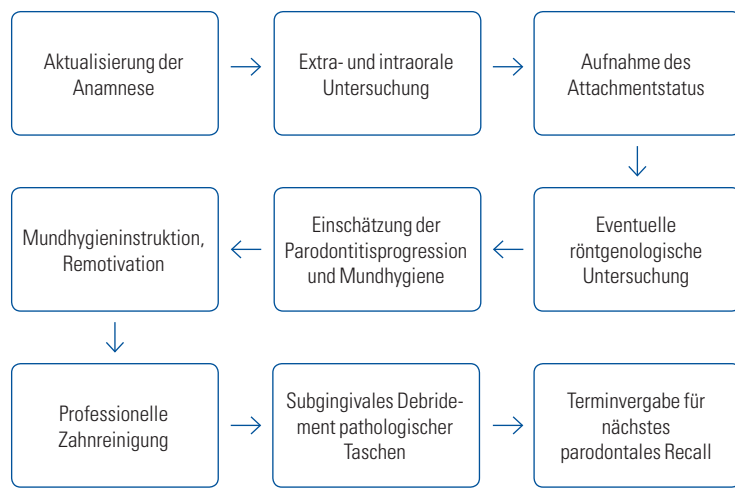 Aktualisierung der
Anamnese
Extra- und intraorale
Untersuchung
Aufnahme des
Attachmentstatus
Eventuelle
röntgenologische
Untersuchung
Einschätzung der
Parodontitisprogression
und Mundhygiene
Mundhygieninstruktion,
Remotivation
Professionelle
Zahnreinigung
Subgingivales Debride-
ment pathologischer
Taschen
Terminvergabe für
nächstes
parodontales Recall